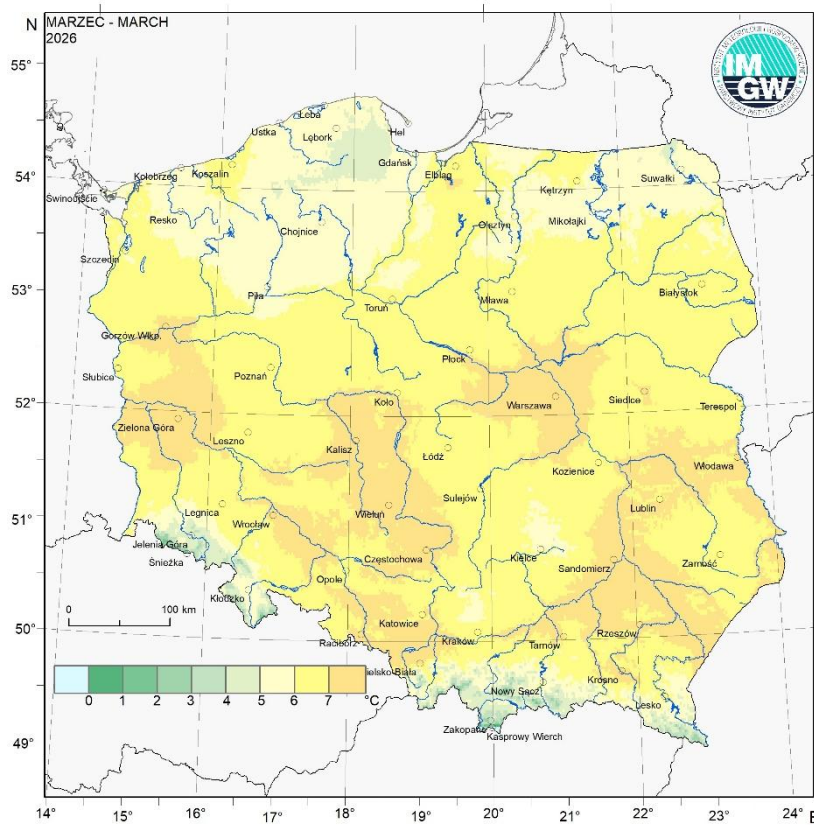 MARZEC - MARCH
2026
N
IMGW
55°
Łeba
Ustka
Lębork
Hel
Gdańsk
Koszalin
Kołobrzeg
Elbląg
Kętrzyn
Suwałki
54°
Świnoujście
Resko
Chojnice
Olsztyn
Mikołajki
Szczecin
Piła
53°
Toruń
Mława
Białystok
Gorzów Wlkp.
Płock
Słubice
Poznań
52°
Koło
Warszawa
Siedlce
Terespol
Zielona Góra
Leszno
Kalisz
Łódź
Kozienice
Włodawa
Sulejów
Lublin
51°
Legnica
Wrocław
Wieluń
Jelenia Góra
Śnieżka
Częstochowa
Kielce
Sandomierz
Zamość
Opole
Kłodzko
0 100 km
50°
Katowice
Kraków
Tarnów
Rzeszów
Racibórz
ielsko-Biała
Nowy Sącz
Krosno
Lesko
0 1 2 3 4 5 6 7 °C
Zakopane
Kasprowy Wierch
49°
14° 15° 16° 17° 18° 19° 20° 21° 22° 23° 24° E